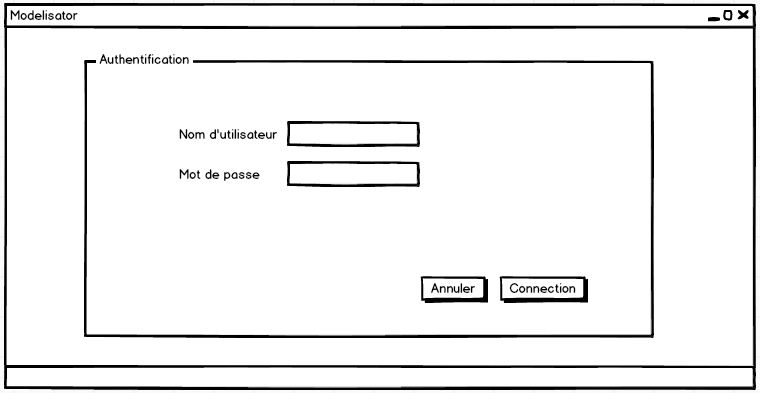 Modelisator
Authentification
Nom d'utilisateur
Mot de passe
Annuler Connection